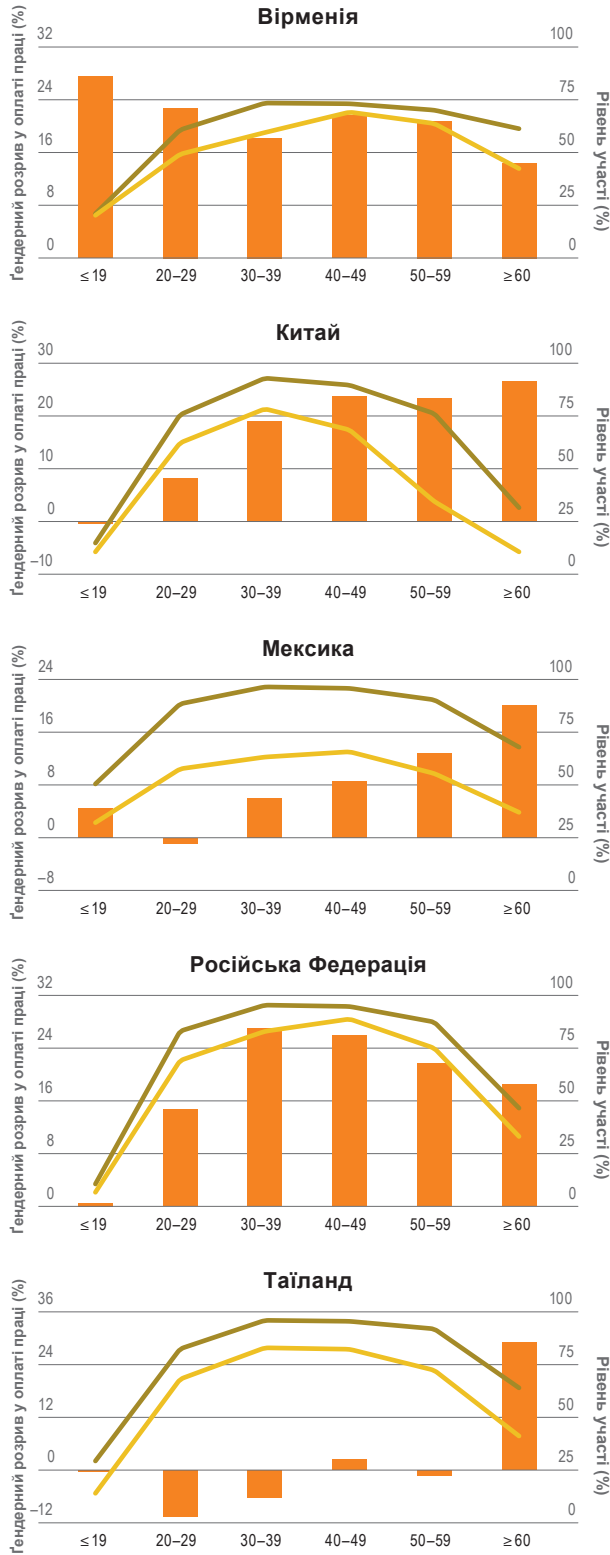 Вірменія
Ґендерний розрив у оплаті праці (%)
32
24
16
8
0
100
75
50
25
0
Рівень участі (%)
≤ 19 20–29 30–39 40–49 50–59 ≥ 60
Китай
Ґендерний розрив у оплаті праці (%)
30
20
10
0
–10
100
75
50
25
0
Рівень участі (%)
≤ 19 20–29 30–39 40–49 50–59 ≥ 60
Мексика
Ґендерний розрив у оплаті праці (%)
24
16
8
0
–8
100
75
50
25
0
Рівень участі (%)
≤ 19 20–29 30–39 40–49 50–59 ≥ 60
Російська Федерація
Ґендерний розрив у оплаті праці (%)
32
24
16
8
0
100
75
50
25
0
Рівень участі (%)
≤ 19 20–29 30–39 40–49 50–59 ≥ 60
Таїланд
Ґендерний розрив у оплаті праці (%)
36
24
12
0
–12
100
75
50
25
0
Рівень участі (%)
≤ 19 20–29 30–39 40–49 50–59 ≥ 60